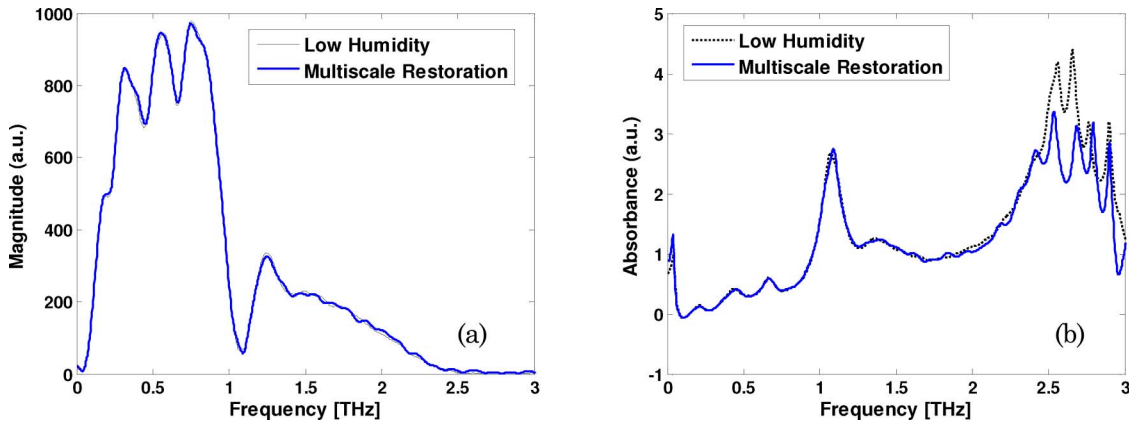 1000
800
600
400
200
0
Magnitude (a.u.)
Low Humidity
Multiscale Restoration
(a)
0 0.5 1 1.5 2 2.5 3
Frequency [THz]
5
4
3
2
1
0
-1
Absorbance (a.u.)
Low Humidity
Multiscale Restoration
(b)
0 0.5 1 1.5 2 2.5 3
Frequency [THz]